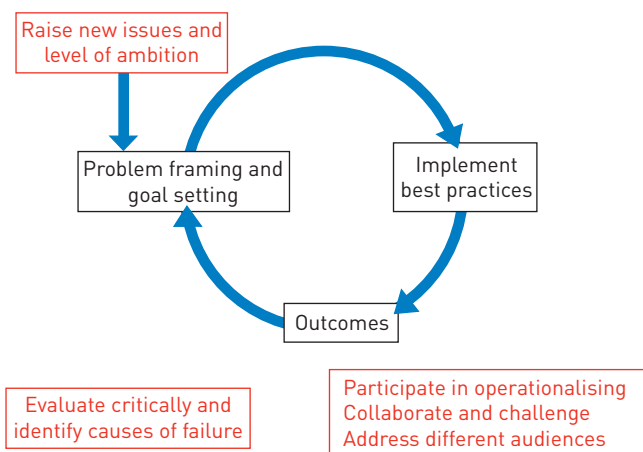 Raise new issues and
level of ambition
Problem framing and
goal setting
Implement
best practices
Outcomes
Evaluate critically and
identify causes of failure
Participate in operationalising
Collaborate and challenge
Address different audiences